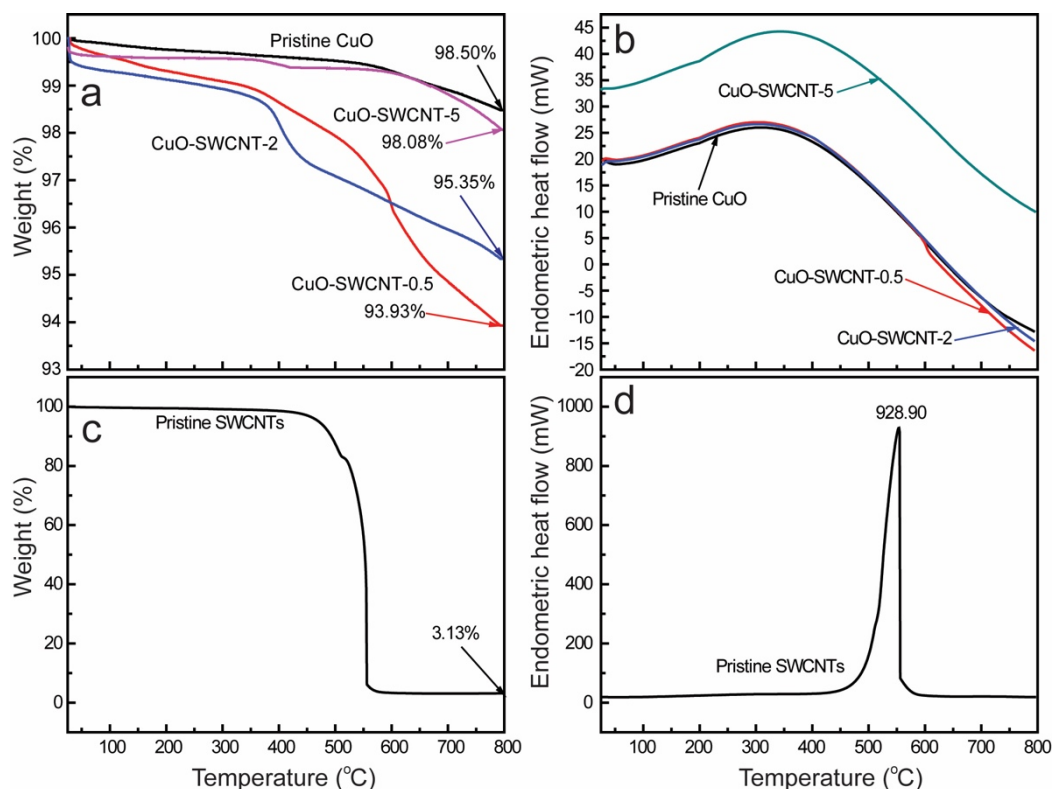 a
Weight (%)
100
99
98
97
96
95
94
93
Pristine CuO
98.50%
CuO-SWCNT-5
98.08%
CuO-SWCNT-2
95.35%
CuO-SWCNT-0.5
93.93%
b
Endometric heat flow (mW)
45
40
35
30
25
20
15
10
5
0
-5
-10
-15
-20
CuO-SWCNT-5
Pristine CuO
CuO-SWCNT-0.5
CuO-SWCNT-2
c
Weight (%)
100
80
60
40
20
0
Pristine SWCNTs
3.13%
100 200 300 400 500 600 700 800
Temperature (°C)
d
Endometric heat flow (mW)
1000
800
600
400
200
0
928.90
Pristine SWCNTs
100 200 300 400 500 600 700 800
Temperature (°C)